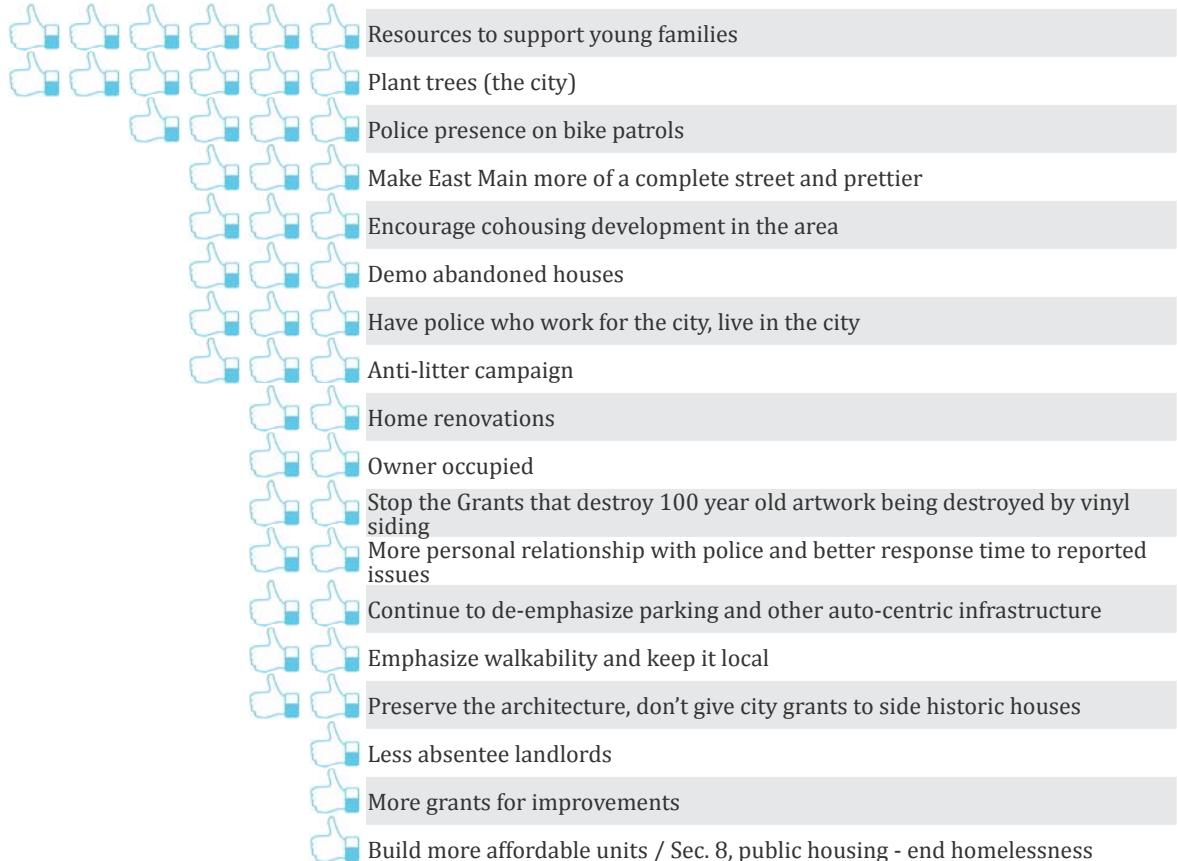 Resources to support young families
Plant trees (the city)
Police presence on bike patrols
Make East Main more of a complete street and prettier
Encourage cohousing development in the area
Demo abandoned houses
Have police who work for the city, live in the city
Anti-litter campaign
Home renovations
Owner occupied
Stop the Grants that destroy 100 year old artwork being destroyed by vinyl
siding
More personal relationship with police and better response time to reported
issues
Continue to de-emphasize parking and other auto-centric infrastructure
Emphasize walkability and keep it local
Preserve the architecture, don’t give city grants to side historic houses
Less absentee landlords
More grants for improvements
Build more affordable units / Sec. 8, public housing - end homelessness